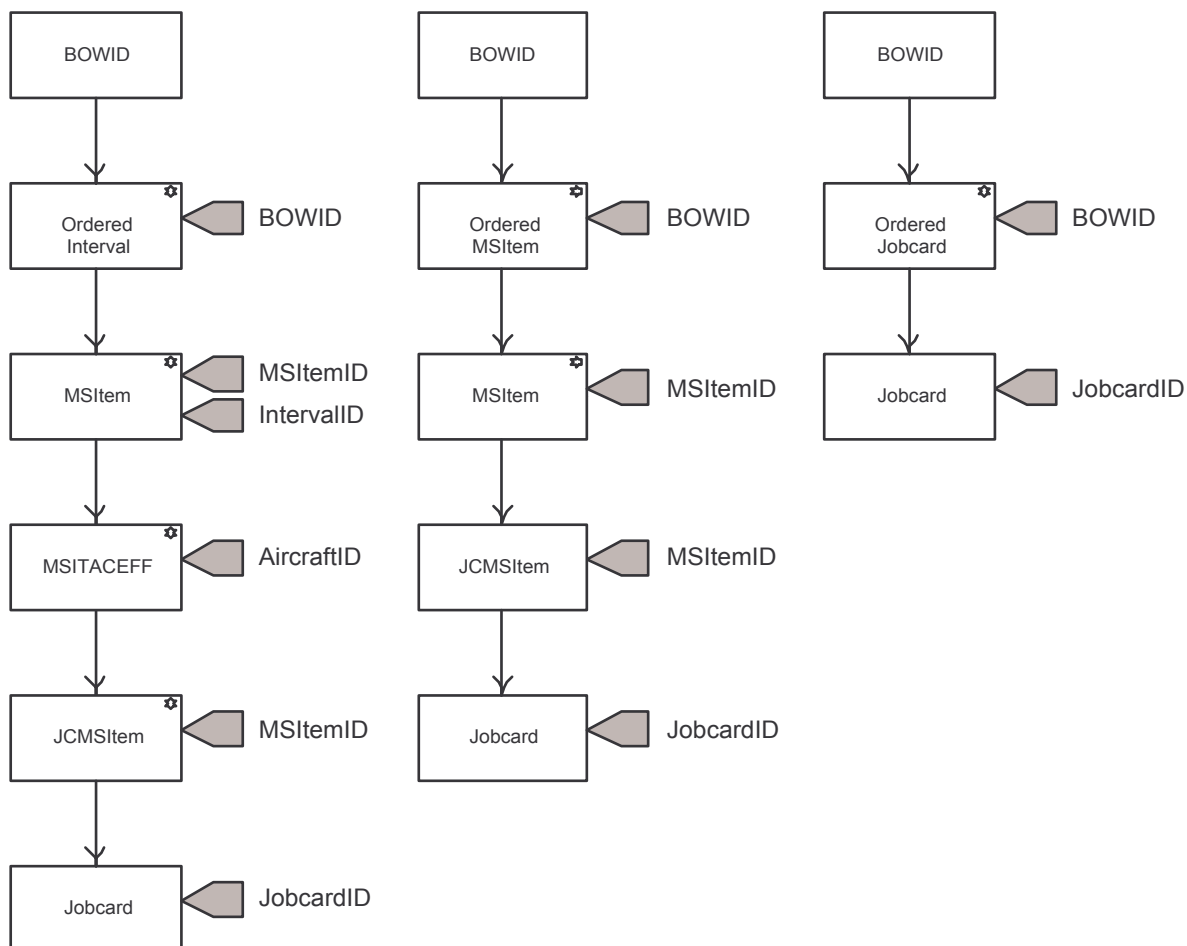 BOWID
Ordered
Interval
BOWID
MSItem
MSItemID
IntervalID
MSITACEFF
AircraftID
JCMSItem
MSItemID
Jobcard
JobcardID
BOWID
Ordered
MSItem
BOWID
MSItem
MSItemID
JCMSItem
MSItemID
Jobcard
JobcardID
BOWID
Ordered
Jobcard
BOWID
Jobcard
JobcardID